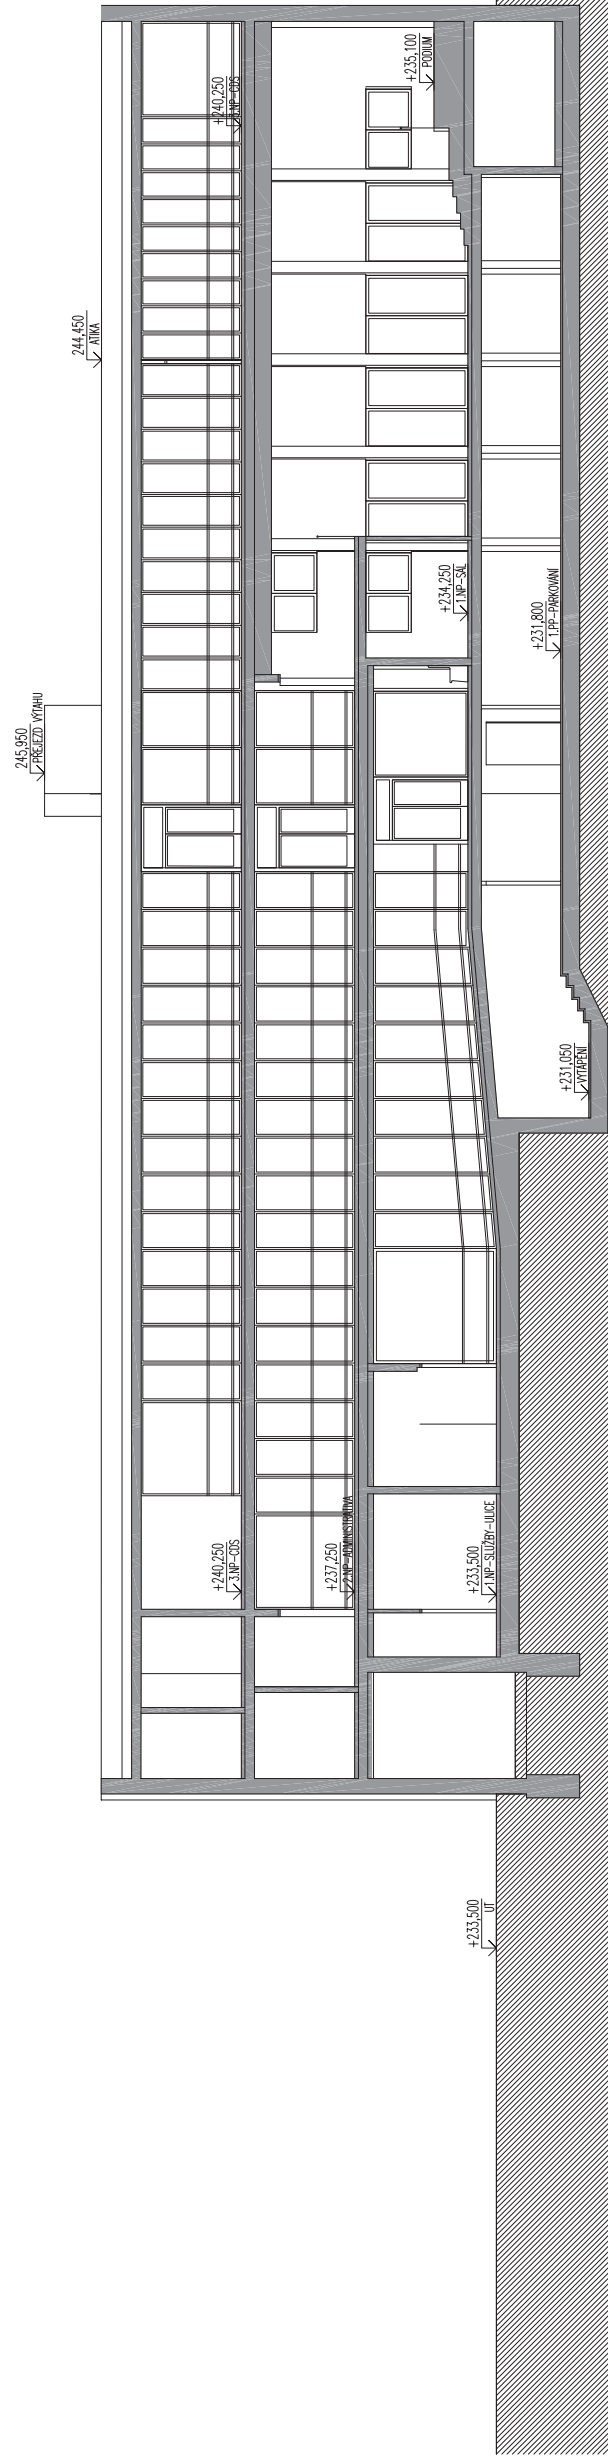 245,950
PŘEJEZD VÝTAHU
244,450
ATIKA
+240,250
3.NP-CDS
+240,250
3.NP-CDS
+237,250
2.NP-ADMINISTRATIVA
+235,100
PODIUM
+234,250
1.NP-SÁL
+233,500
1.NP-SLUŽBY-ULICE
+233,500
UT
+231,800
1.PP-PARKOVÁNÍ
+231,050
VYTÁPĚNÍ